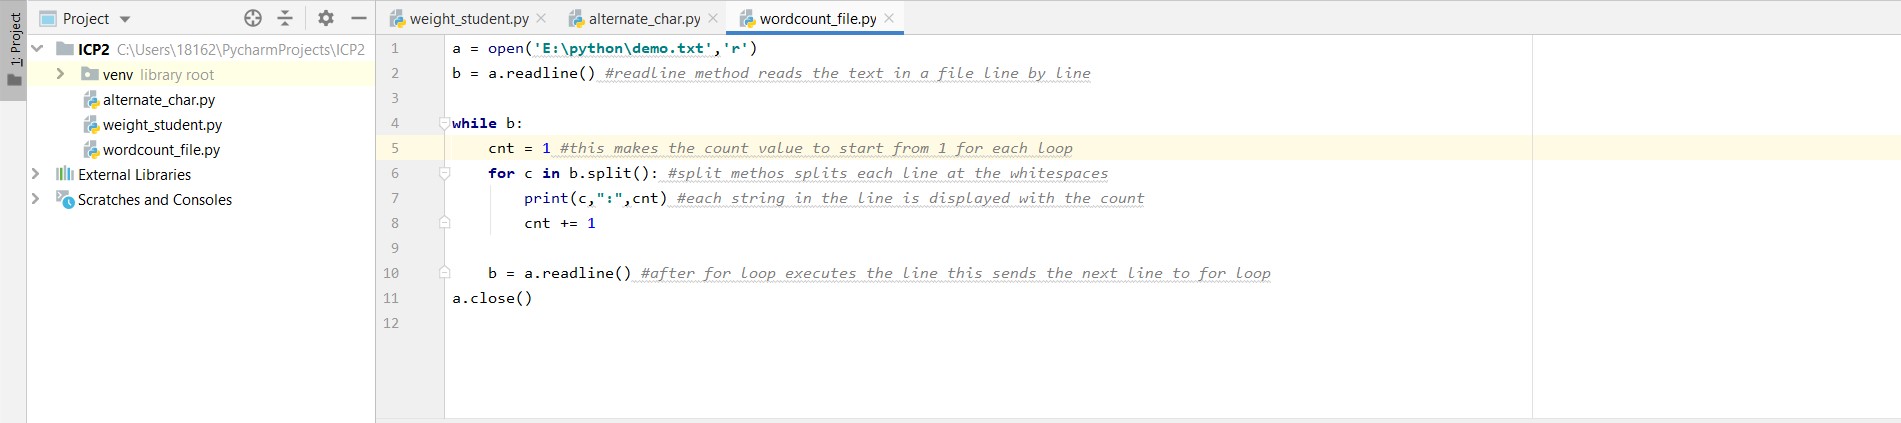 1: Project
Project
ICP2 C:\Users\18162\PycharmProjects\ICP2
venv library root
alternate_char.py
weight_student.py
wordcount_file.py
External Libraries
Scratches and Consoles
weight_student.py alternate_char.py wordcount_file.py
1 a = open('E:\python\demo.txt','r')
2 b = a.readline() #readline method reads the text in a file line by line
3
4 while b:
5 cnt = 1 #this makes the count value to start from 1 for each loop
6 for c in b.split(): #split methos splits each line at the whitespaces
7 print(c,":",cnt) #each string in the line is displayed with the count
8 cnt += 1
9
10 b = a.readline() #after for loop executes the line this sends the next line to for loop
11 a.close()
12